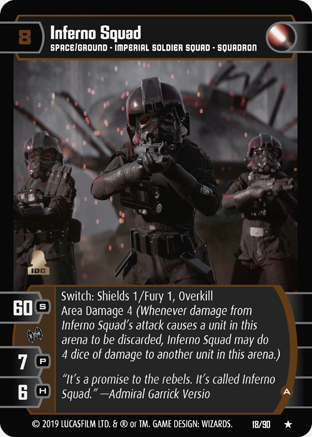 8
Inferno Squad
SPACE/GROUND - IMPERIAL SOLDIER SQUAD - SQUADRON
60 S
7 P
6 H
Switch: Shields 1/Fury 1, Overkill
Area Damage 4 (Whenever damage from
Inferno Squad's attack causes a unit in this
arena to be discarded, Inferno Squad may do
4 dice of damage to another unit in this arena.)
"It's a promise to the rebels. It's called Inferno
Squad." —Admiral Garrick Versio
A
© 2019 LUCASFILM LTD. & ® or TM. GAME DESIGN: WIZARDS. 18/90 ★